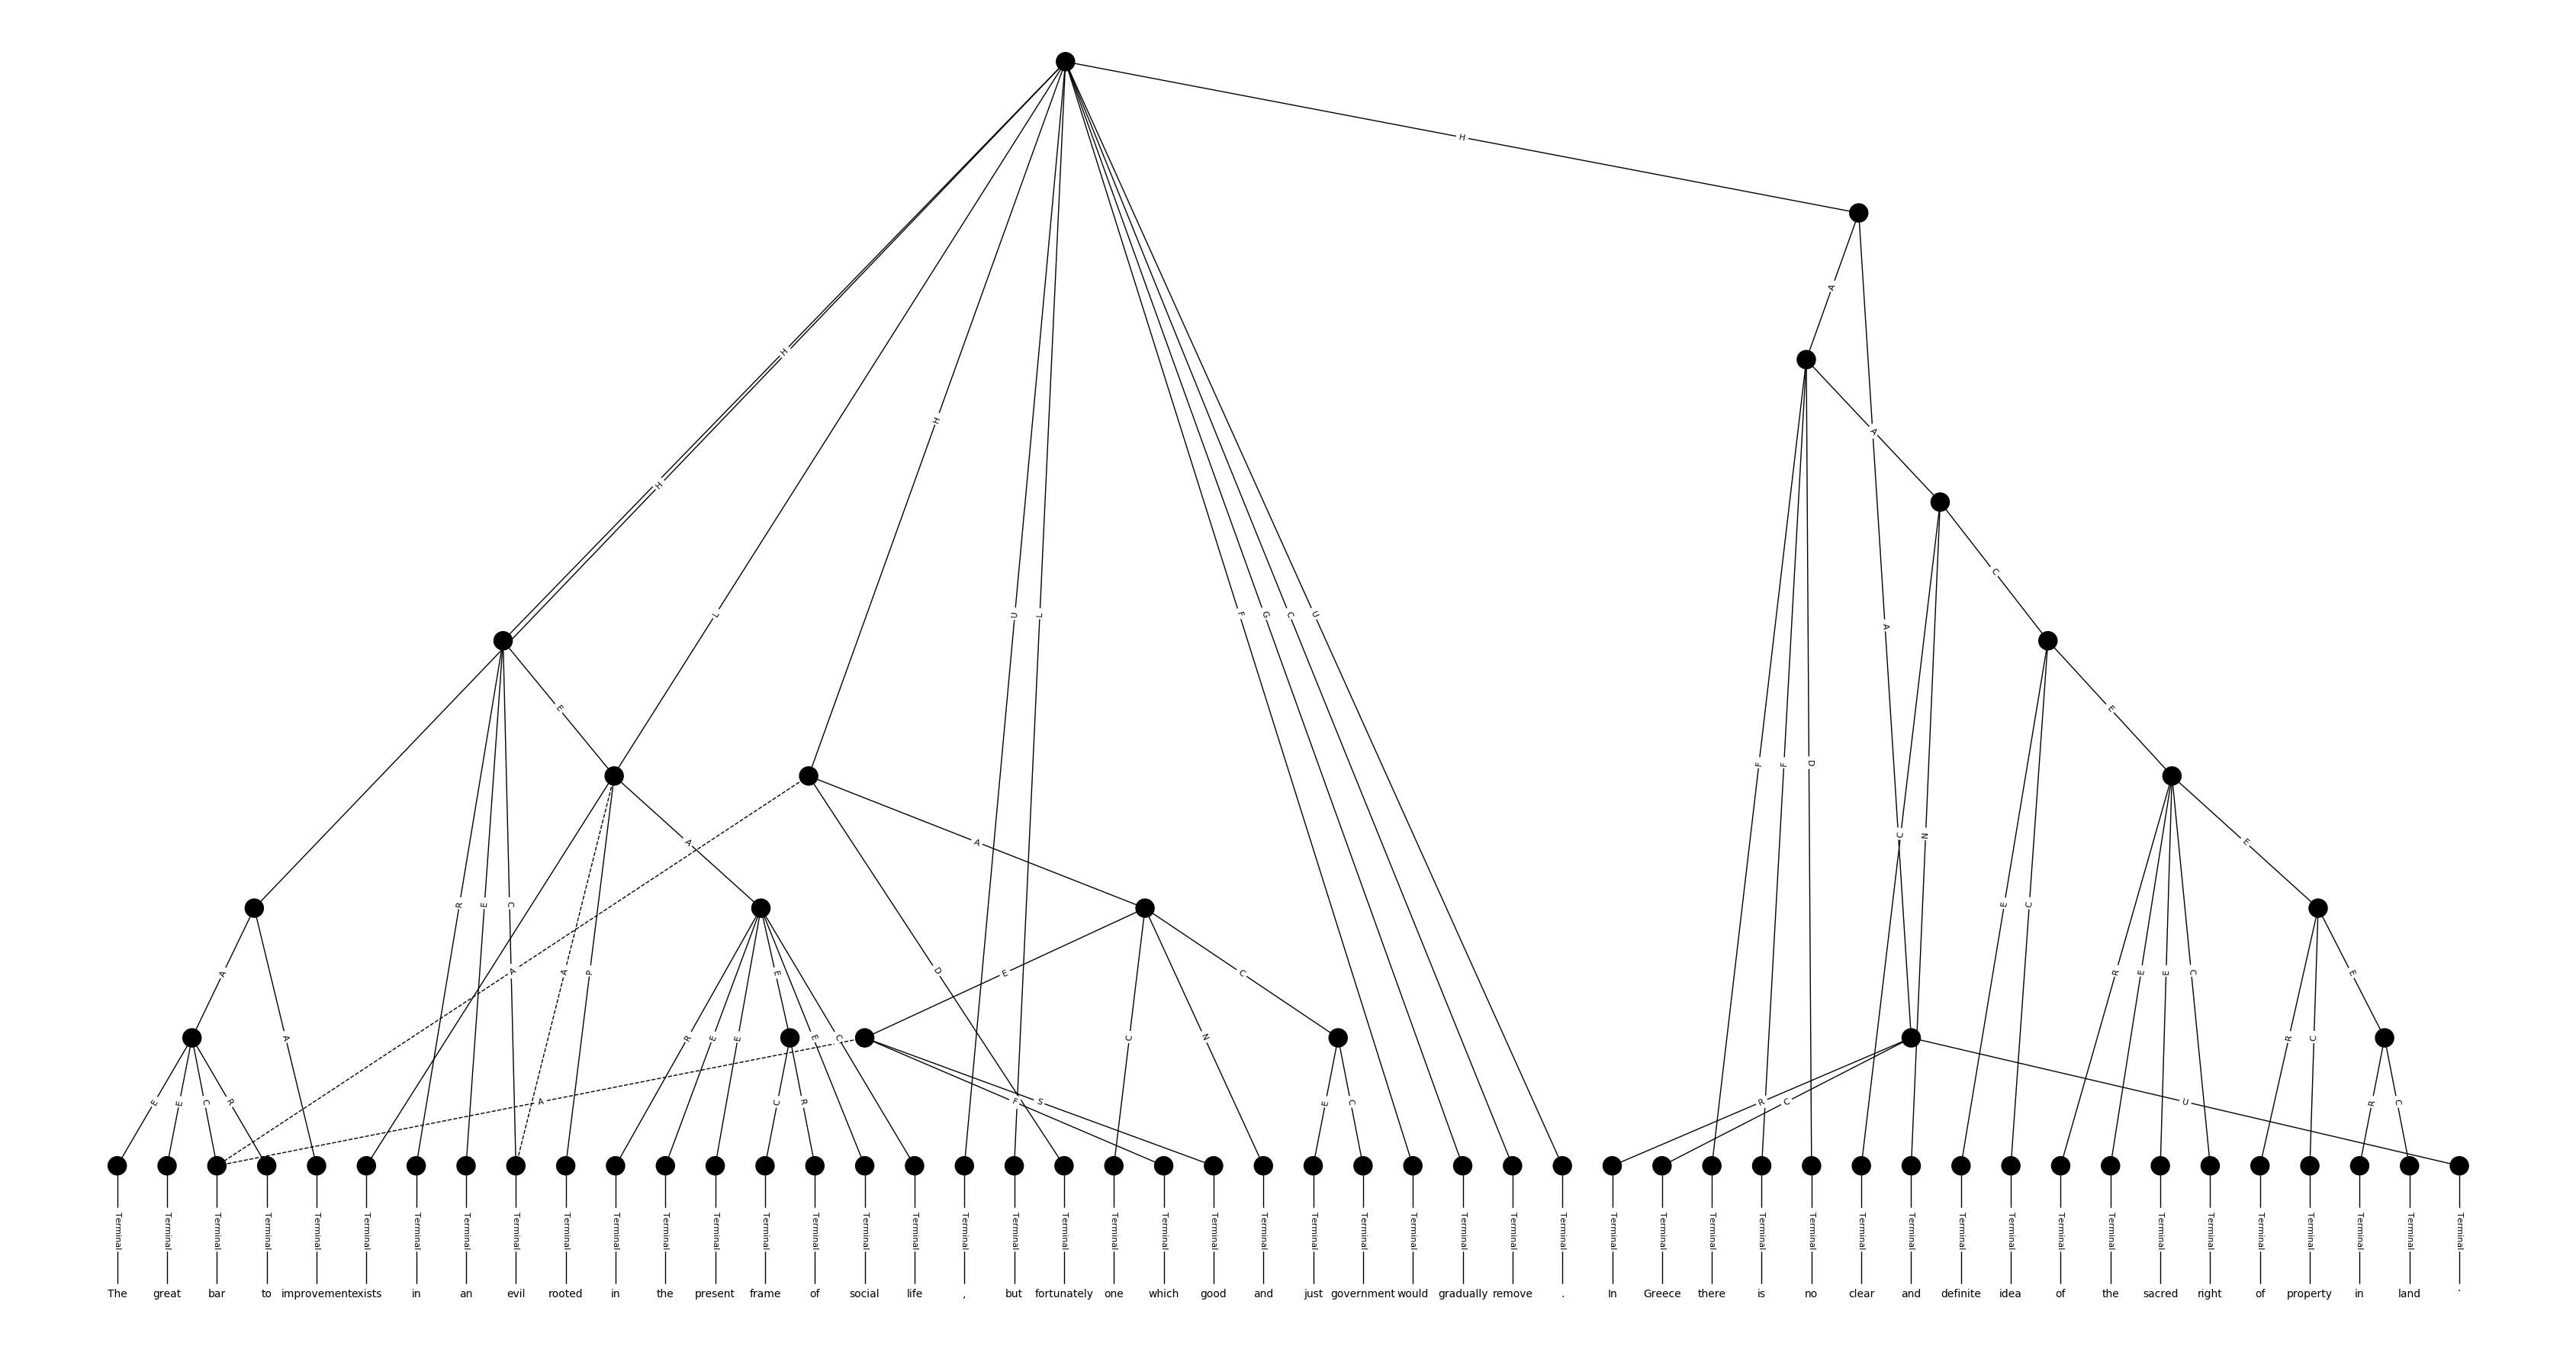 H
A
H
A
H
A
H
C
L U L F G C U
A
E E
F F D
A A
C N
R E C E C E
A A A P E D C R E E C E
A R E E E E C C N R C
E E C R A C R F S E C R C U R C
Terminal Terminal Terminal Terminal Terminal Terminal Terminal Terminal Terminal Terminal Terminal Terminal Terminal Terminal Terminal Terminal Terminal Terminal Terminal Terminal Terminal Terminal Terminal Terminal Terminal Terminal Terminal Terminal Terminal Terminal Terminal Terminal Terminal Terminal Terminal Terminal Terminal Terminal Terminal Terminal Terminal Terminal Terminal Terminal Terminal Terminal Terminal Terminal
The great bar to improvement exists in an evil rooted in the present frame of social life , but fortunately one which good and just government would gradually remove . In Greece there is no clear and definite idea of the sacred right of property in land .